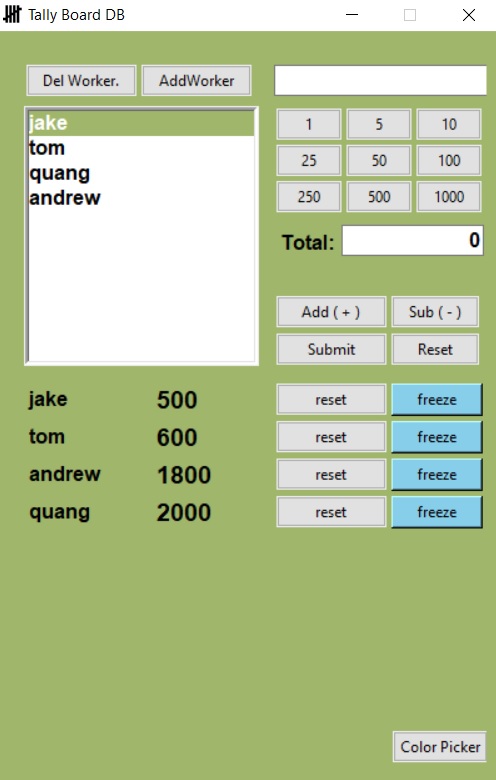 Tally Board DB
Del Worker. AddWorker
jake
tom
quang
andrew
1 5 10
25 50 100
250 500 1000
Total: 0
Add ( + ) Sub ( - )
Submit Reset
jake 500 reset freeze
tom 600 reset freeze
andrew 1800 reset freeze
quang 2000 reset freeze
Color Picker